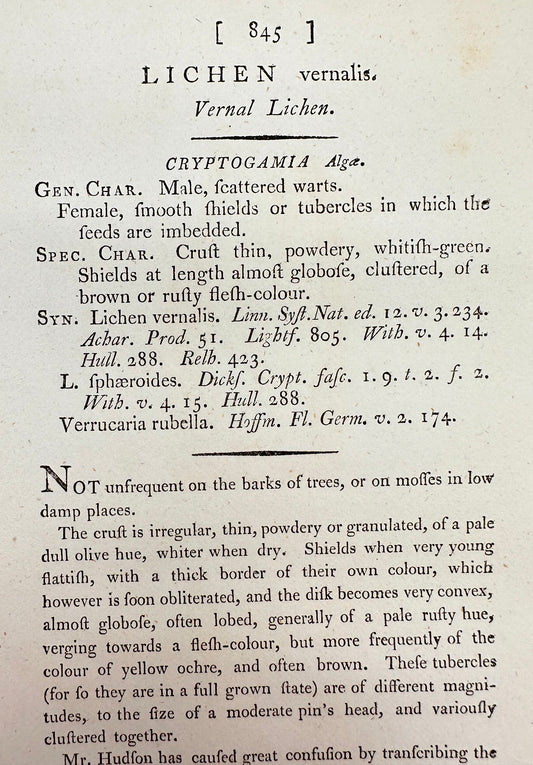 [ 845 ]
LICHEN vernalis.
Vernal Lichen.
CRYPTOGAMIA Algæ.
GEN. CHAR. Male, ſcattered warts.
Female, ſmooth ſhields or tubercles in which the
ſeeds are imbedded.
SPEC. CHAR. Cruſt thin, powdery, whitiſh-green.
Shields at length almoſt globoſe, cluſtered, of a
brown or ruſty fleſh-colour.
SYN. Lichen vernalis. Linn. Syſt. Nat. ed. 12. v. 3. 234.
Achar. Prod. 51. Lightf. 805. With. v. 4. 14.
Hull. 288. Relh. 423.
L. ſphæroides. Dickſ. Crypt. faſc. 1. 9. t. 2. f. 2.
With. v. 4. 15. Hull. 288.
Verrucaria rubella. Hoffm. Fl. Germ. v. 2. 174.
NOT unfrequent on the barks of trees, or on moſſes in low
damp places.
The cruſt is irregular, thin, powdery or granulated, of a pale
dull olive hue, whiter when dry. Shields when very young
flattiſh, with a thick border of their own colour, which
however is ſoon obliterated, and the diſk becomes very convex,
almoſt globoſe, often lobed, generally of a pale ruſty hue,
verging towards a fleſh-colour, but more frequently of the
colour of yellow ochre, and often brown. Theſe tubercles
(for ſo they are in a full grown ſtate) are of different magni-
tudes, to the ſize of a moderate pin's head, and variouſly
cluſtered together.
Mr. Hudſon has cauſed great confuſion by tranſcribing the